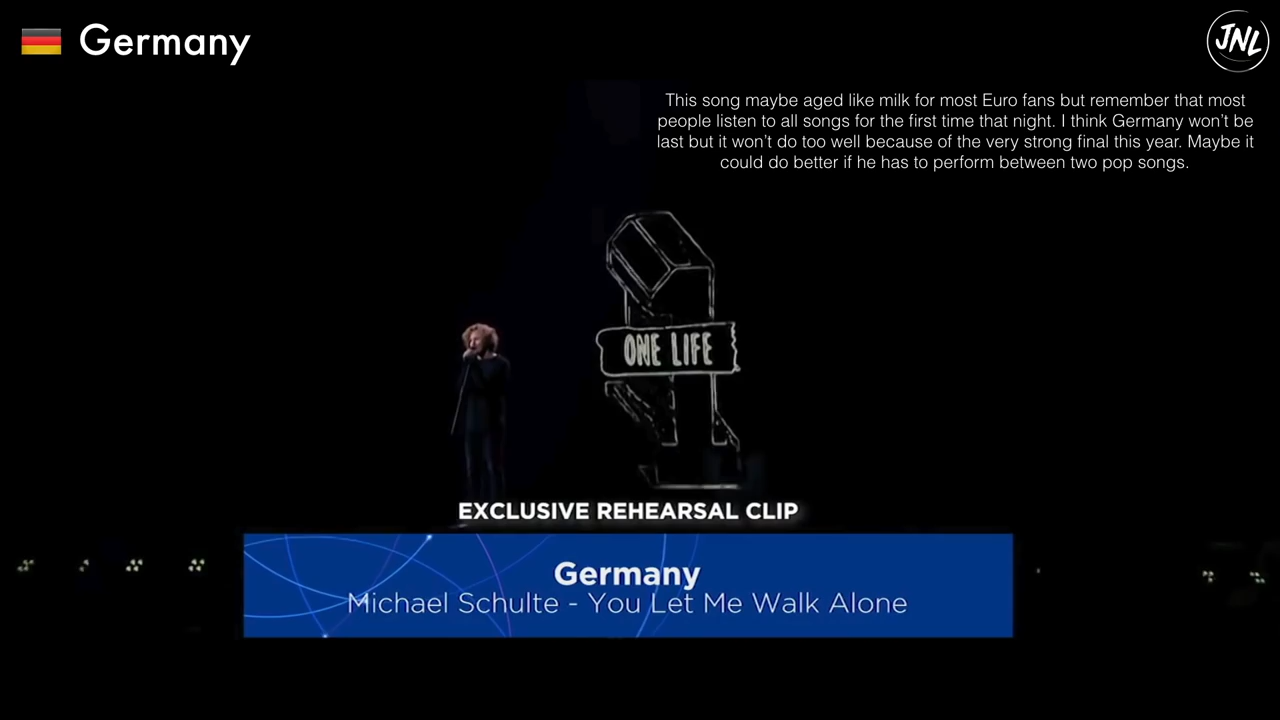 Germany
JNL
This song maybe aged like milk for most Euro fans but remember that most
people listen to all songs for the first time that night. I think Germany won't be
last but it won't do too well because of the very strong final this year. Maybe it
could do better if he has to perform between two pop songs.
ONE LIFE
EXCLUSIVE REHEARSAL CLIP
Germany
Michael Schulte - You Let Me Walk Alone